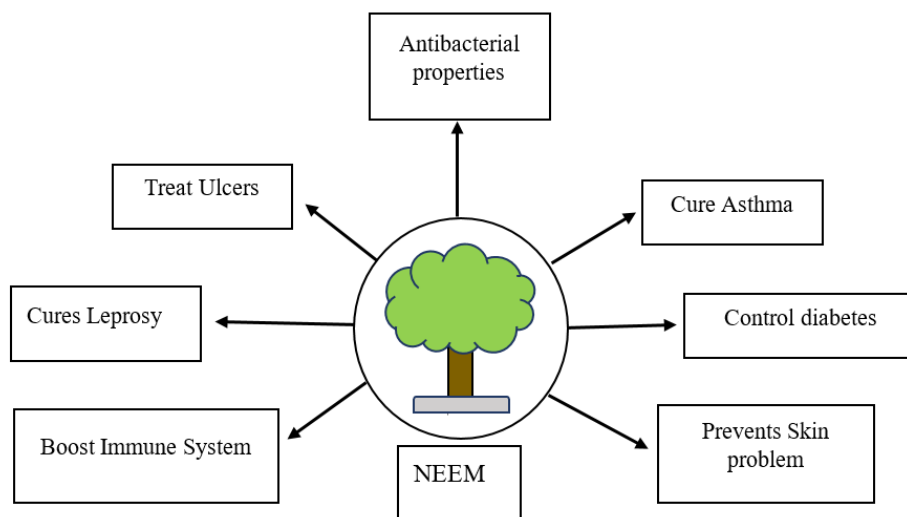 Antibacterial
properties
Treat Ulcers
Cure Asthma
Cures Leprosy
Control diabetes
Boost Immune System
Prevents Skin
problem
NEEM